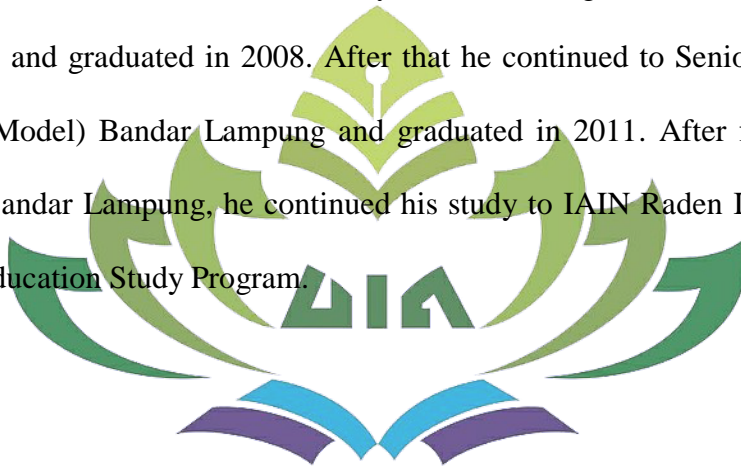 and graduated in 2008. After that he continued to Senio
Model) Bandar Lampung and graduated in 2011. After
andar Lampung, he continued his study to IAIN Raden
ducation Study Program.
UIN